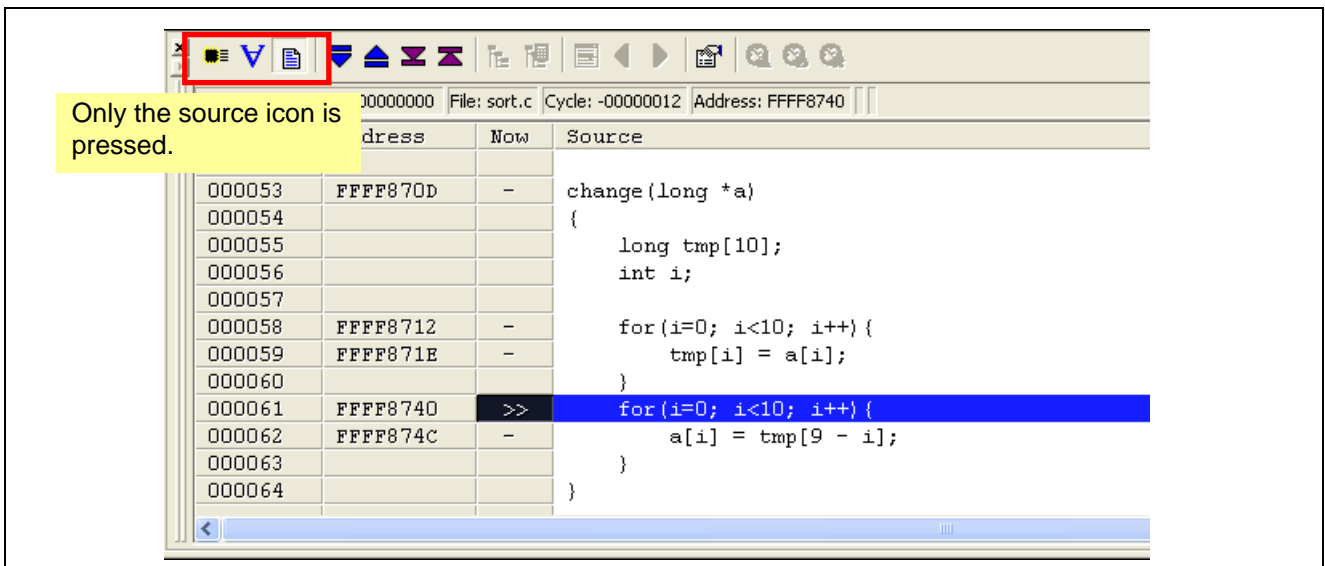 00000000 File: sort.c Cycle: -00000012 Address: FFFF8740
Only the source icon is
pressed.
dress Now Source
000053 FFFF870D - change(long *a)
000054 {
000055 long tmp[10];
000056 int i;
000057
000058 FFFF8712 - for(i=0; i<10; i++){
000059 FFFF871E - tmp[i] = a[i];
000060 }
000061 FFFF8740 >> for(i=0; i<10; i++){
000062 FFFF874C - a[i] = tmp[9 - i];
000063 }
000064 }